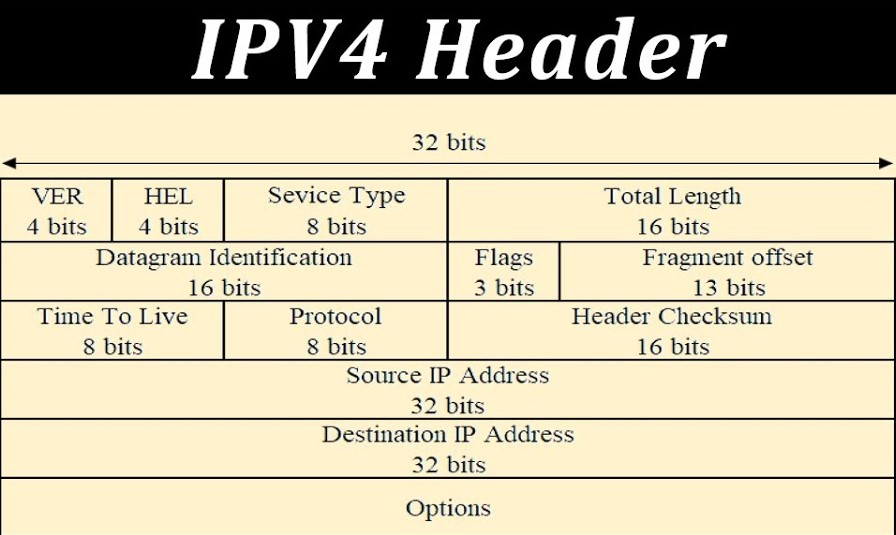 IPV4 Header
32 bits
VER HEL Sevice Type Total Length
4 bits 4 bits 8 bits 16 bits
Datagram Identification Flags Fragment offset
16 bits 3 bits 13 bits
Time To Live Protocol Header Checksum
8 bits 8 bits 16 bits
Source IP Address
32 bits
Destination IP Address
32 bits
Options